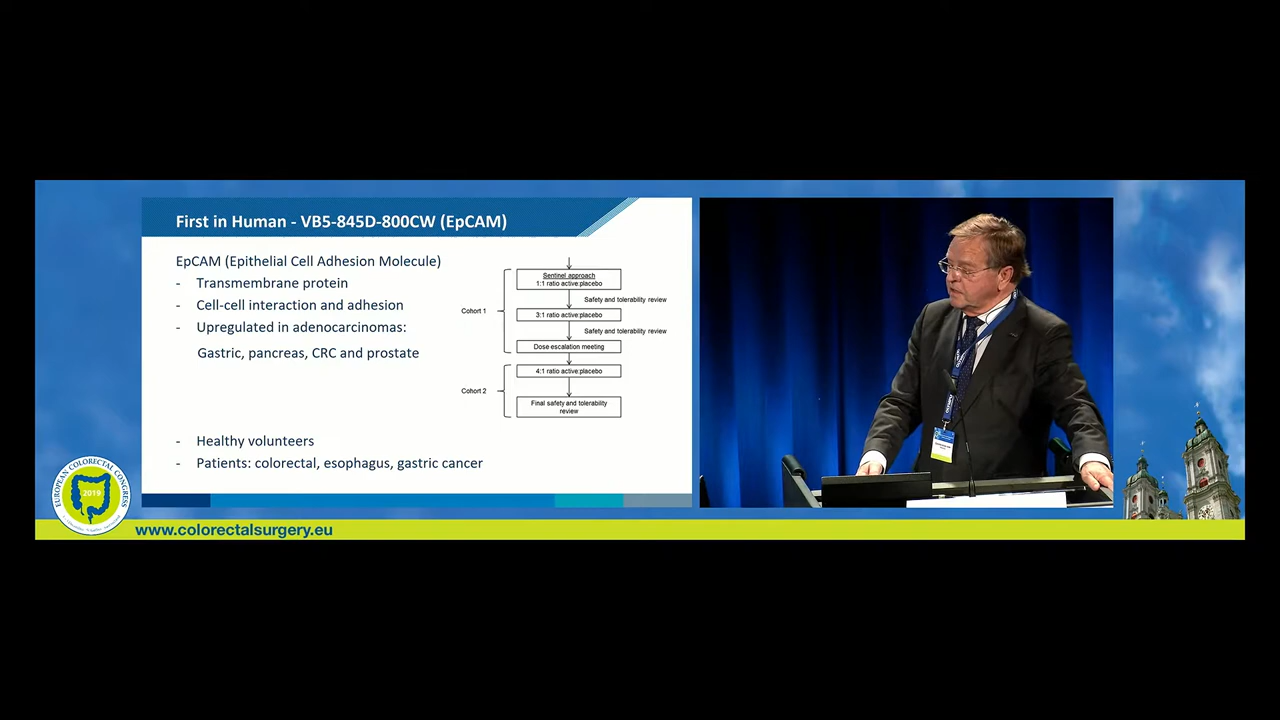 First in Human - VB5-845D-800CW (EpCAM)
EpCAM (Epithelial Cell Adhesion Molecule)
- Transmembrane protein
- Cell-cell interaction and adhesion
- Upregulated in adenocarcinomas:
Gastric, pancreas, CRC and prostate
- Healthy volunteers
- Patients: colorectal, esophagus, gastric cancer
Sentinel approach
1:1 ratio active:placebo
Safety and tolerability review
Cohort 1
3:1 ratio active:placebo
Safety and tolerability review
Dose escalation meeting
4:1 ratio active:placebo
Cohort 2
Final safety and tolerability
review
EUROPEAN COLORECTAL CONGRESS
2019
www.colorectalsurgery.eu